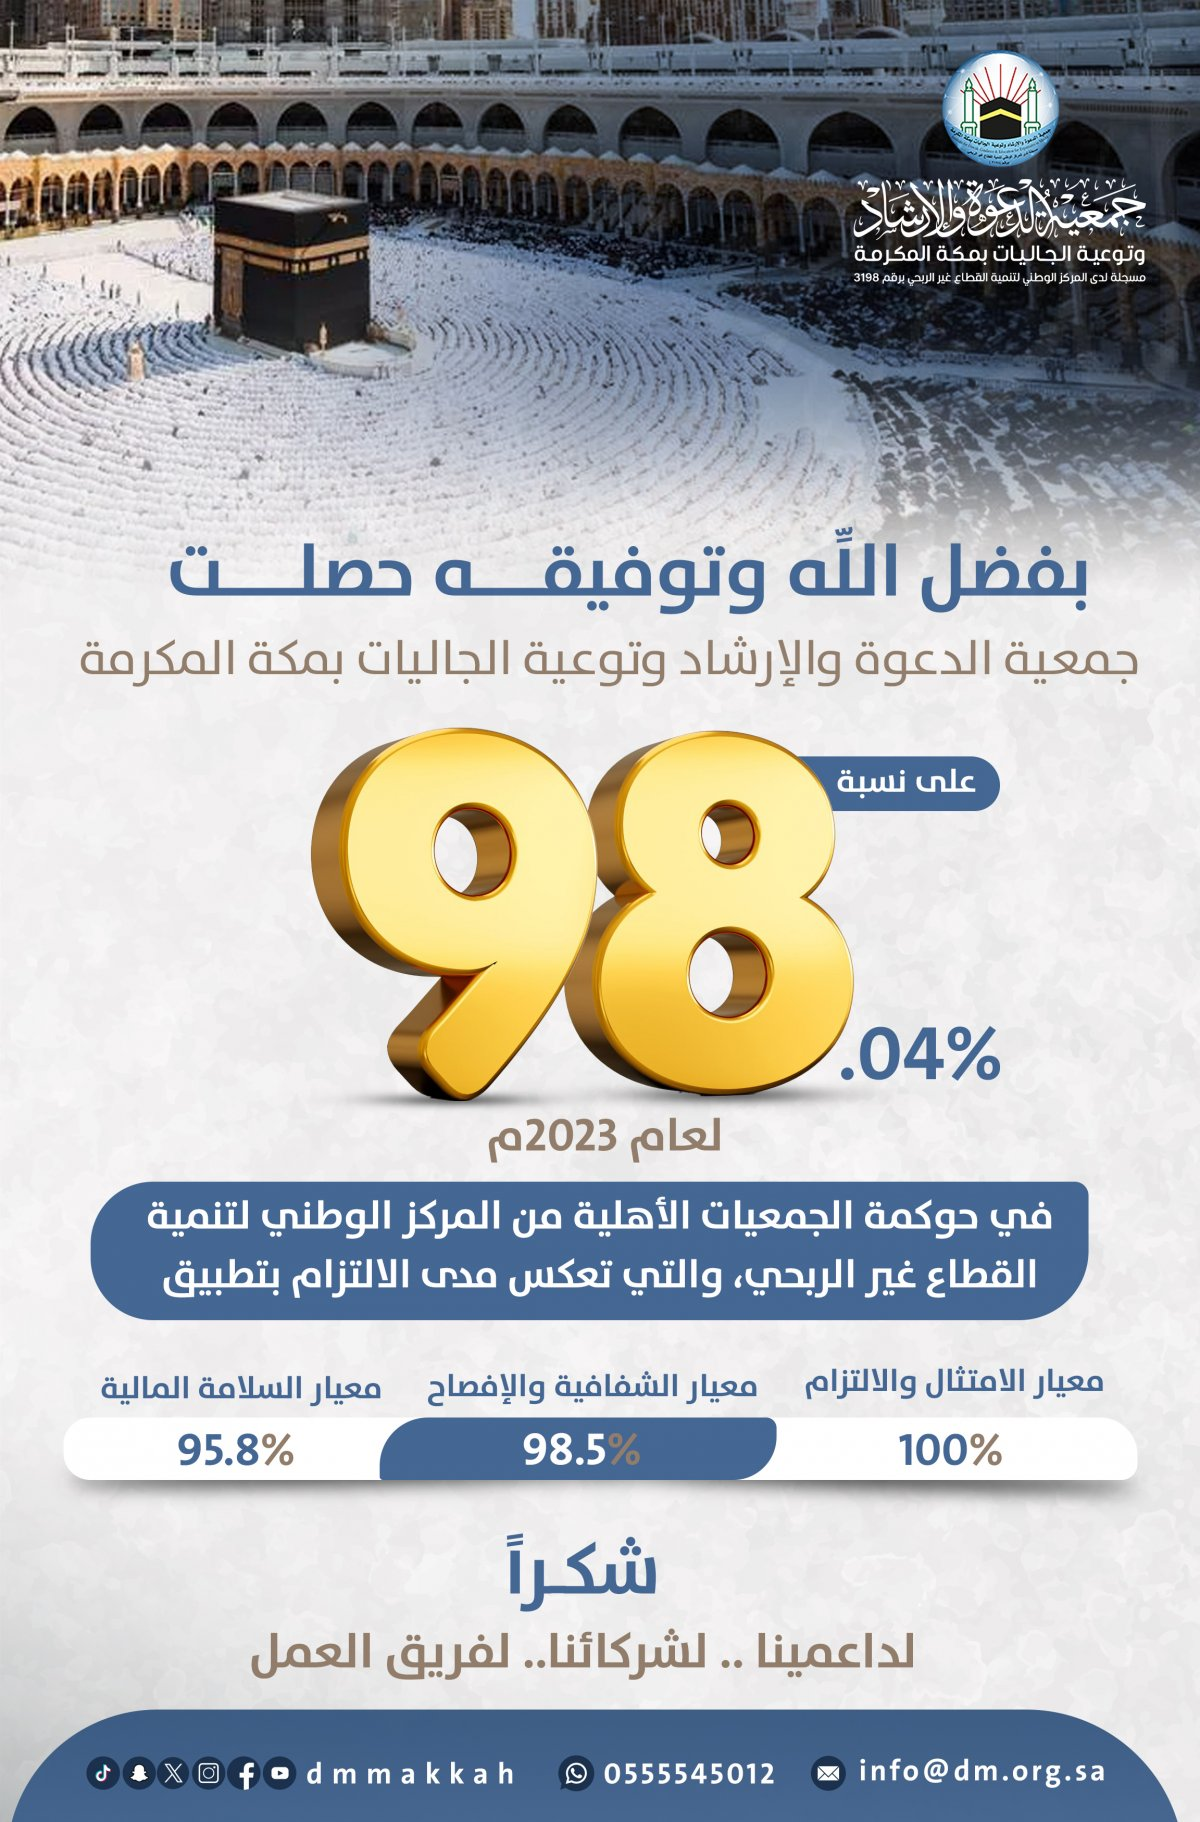 جمعية الدعوة والإرشاد
وتوعية الجاليات بمكة المكرمة
مسجلة لدى المركز الوطني لتنمية القطاع غير الربحي برقم 3198
بفضل اللّٰه وتوفيقـــه حصلـــــت
جمعية الدعوة والإرشاد وتوعية الجاليات بمكة المكرمة
على نسبة
98.04%
لعام 2023م
في حوكمة الجمعيات الأهلية من المركز الوطني لتنمية
القطاع غير الربحي، والتي تعكس مدى الالتزام بتطبيق
معيار الامتثال والالتزام
100%
معيار الشفافية والإفصاح
98.5%
معيار السلامة المالية
95.8%
شكـراً
لداعمينا .. لشركائنا.. لفريق العمل
dmmakkah
0555545012
info@dm.org.sa